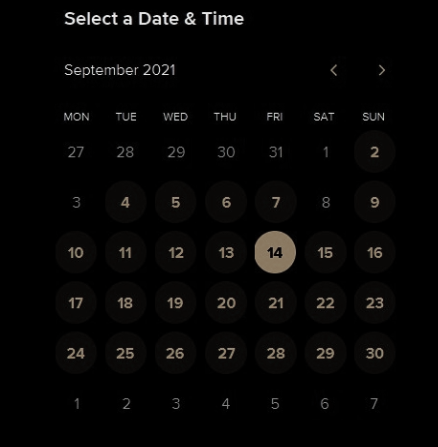 Select a Date & Time
September 2021
MON TUE WED THU FRI SAT SUN
27 28 29 30 31 1 2
3 4 5 6 7 8 9
10 11 12 13 14 15 16
17 18 19 20 21 22 23
24 25 26 27 28 29 30
1 2 3 4 5 6 7